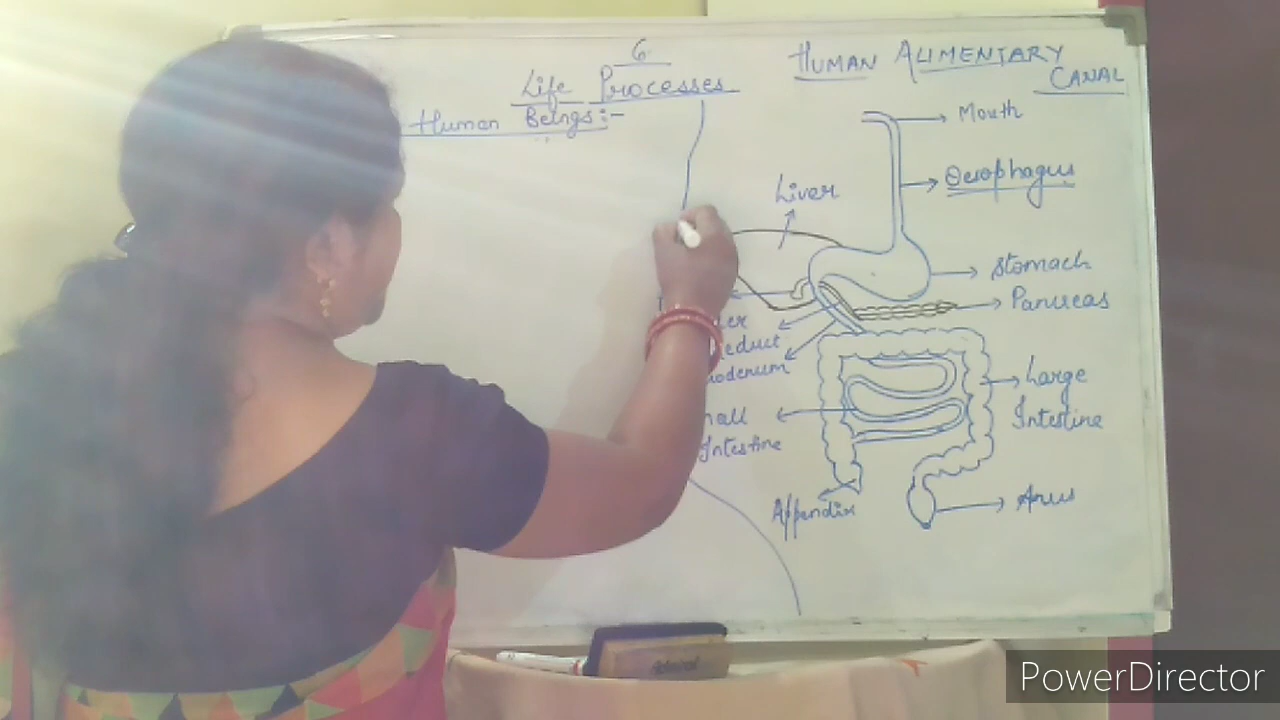 6
Life Processes
Human Beings:-
HUMAN ALIMENTARY
CANAL
Mouth
Oesophagus
Liver
Stomach
Pancreas
Large
Intestine
Intestine
Appendix
Anus
Admiral
PowerDirector